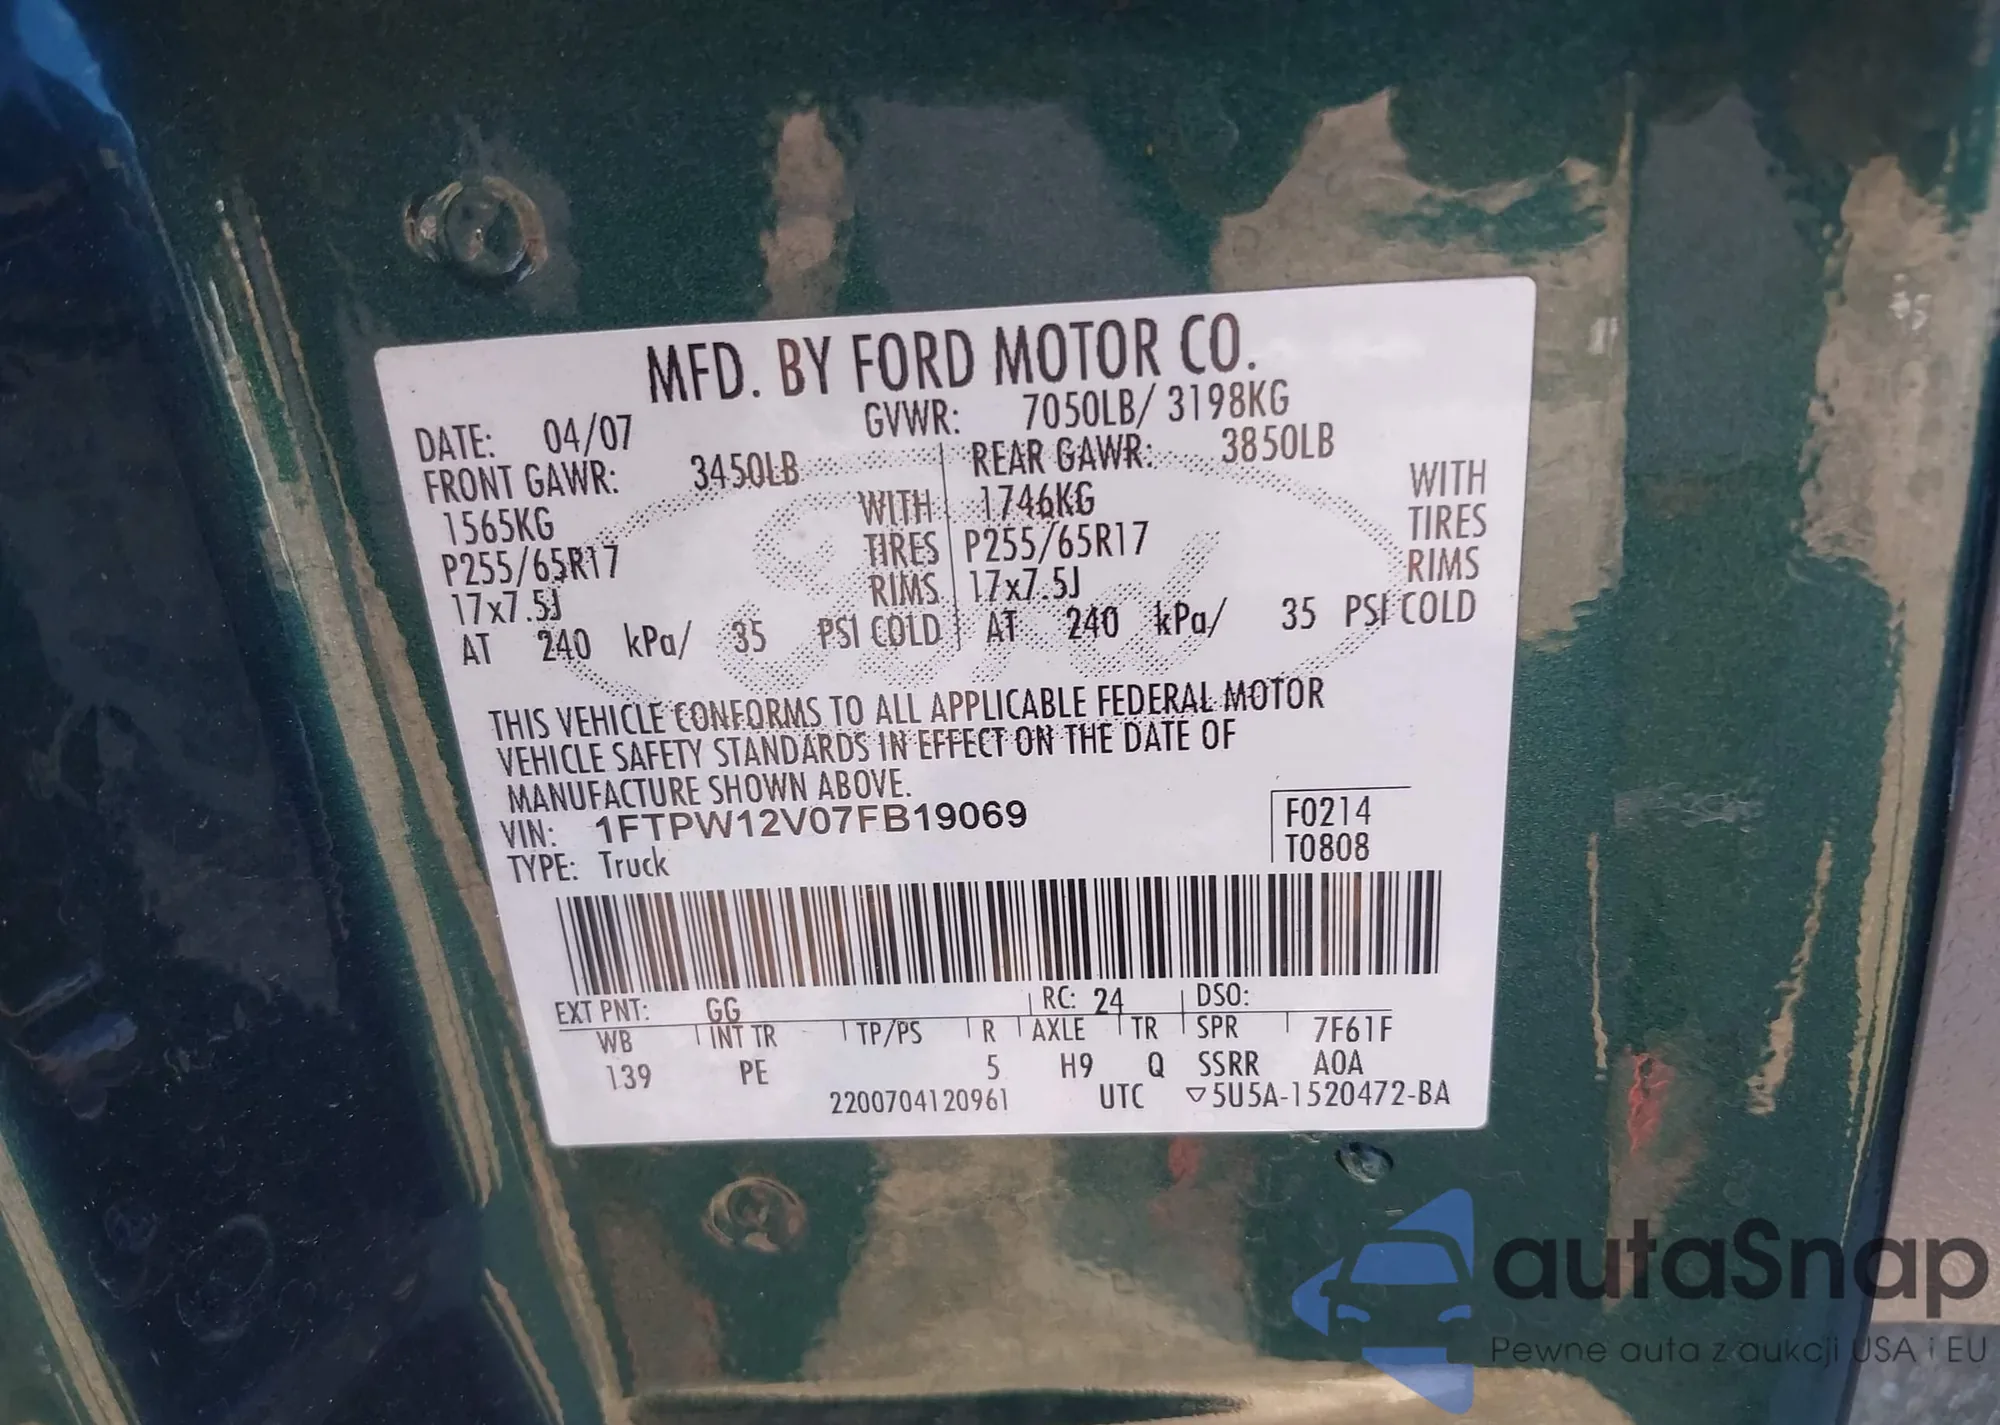 MFD. BY FORD MOTOR CO.
DATE: 04/07 GVWR: 7050LB/ 3198KG
FRONT GAWR: 3450LB REAR GAWR: 3850LB
1565KG WITH 1746KG WITH
P255/65R17 TIRES P255/65R17 TIRES
17x7.5J RIMS 17x7.5J RIMS
AT 240 kPa/ 35 PSI COLD AT 240 kPa/ 35 PSI COLD
THIS VEHICLE CONFORMS TO ALL APPLICABLE FEDERAL MOTOR
VEHICLE SAFETY STANDARDS IN EFFECT ON THE DATE OF
MANUFACTURE SHOWN ABOVE.
VIN: 1FTPW12V07FB19069 F0214
TYPE: Truck T0808
EXT PNT: GG RC: 24 DSO:
WB INT TR TP/PS R AXLE TR SPR 7F61F
139 PE 5 H9 Q SSRR A0A
2200704120961 UTC ▽5U5A-1520472-BA
autaSnap
Pewne auta z aukcji USA i EU